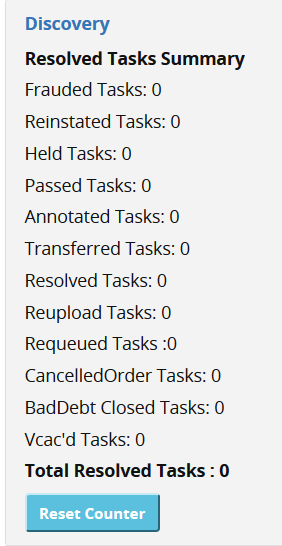 Discovery
Resolved Tasks Summary
Frauded Tasks: 0
Reinstated Tasks: 0
Held Tasks: 0
Passed Tasks: 0
Annotated Tasks: 0
Transferred Tasks: 0
Resolved Tasks: 0
Reupload Tasks: 0
Requeued Tasks :0
CancelledOrder Tasks: 0
BadDebt Closed Tasks: 0
Vcac'd Tasks: 0
Total Resolved Tasks : 0
Reset Counter